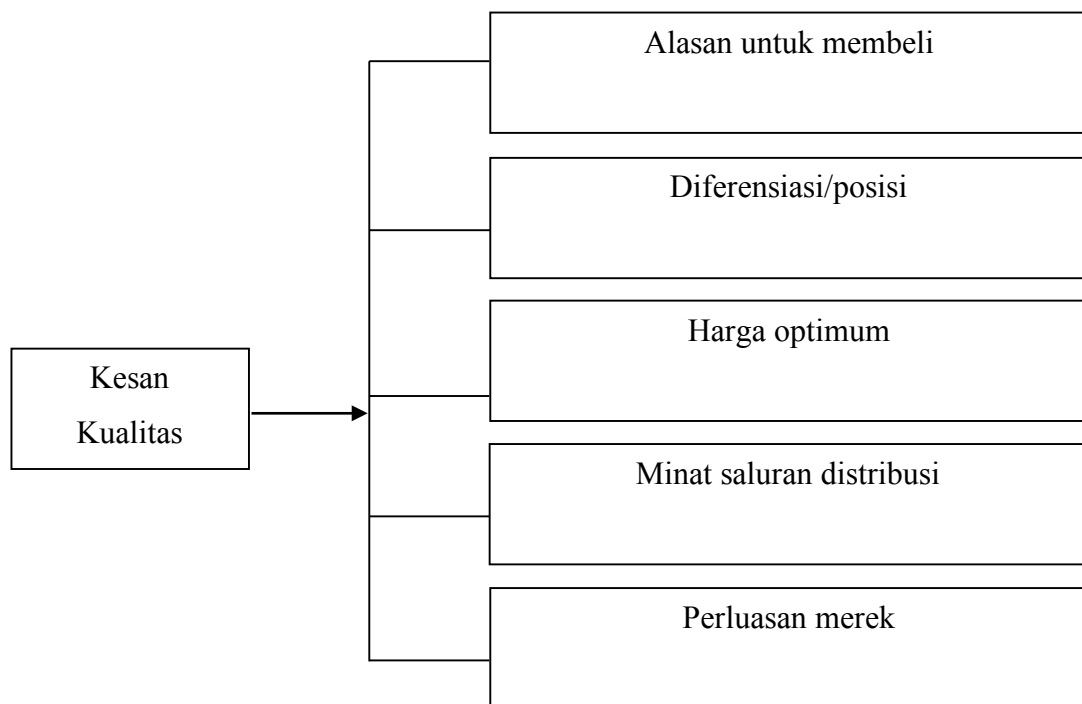 Alasan untuk membeli
Diferensiasi/posisi
Harga optimum
Kesan
Kualitas
Minat saluran distribusi
Perluasan merek